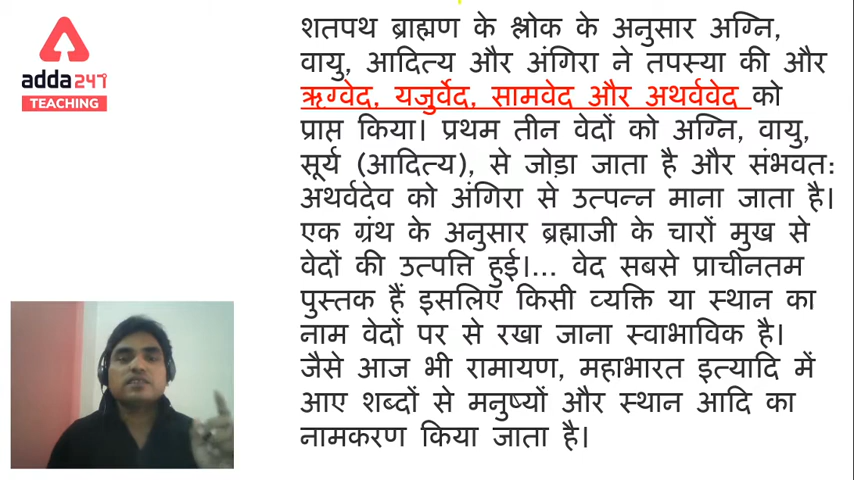 adda247
TEACHING
शतपथ ब्राह्मण के श्लोक के अनुसार अग्नि,
वायु, आदित्य और अंगिरा ने तपस्या की और
ऋग्वेद, यजुर्वेद, सामवेद और अथर्ववेद को
प्राप्त किया। प्रथम तीन वेदों को अग्नि, वायु,
सूर्य (आदित्य), से जोड़ा जाता है और संभवत:
अथर्वदेव को अंगिरा से उत्पन्न माना जाता है।
एक ग्रंथ के अनुसार ब्रह्माजी के चारों मुख से
वेदों की उत्पत्ति हुई।... वेद सबसे प्राचीनतम
पुस्तक हैं इसलिए किसी व्यक्ति या स्थान का
नाम वेदों पर से रखा जाना स्वाभाविक है।
जैसे आज भी रामायण, महाभारत इत्यादि में
आए शब्दों से मनुष्यों और स्थान आदि का
नामकरण किया जाता है।